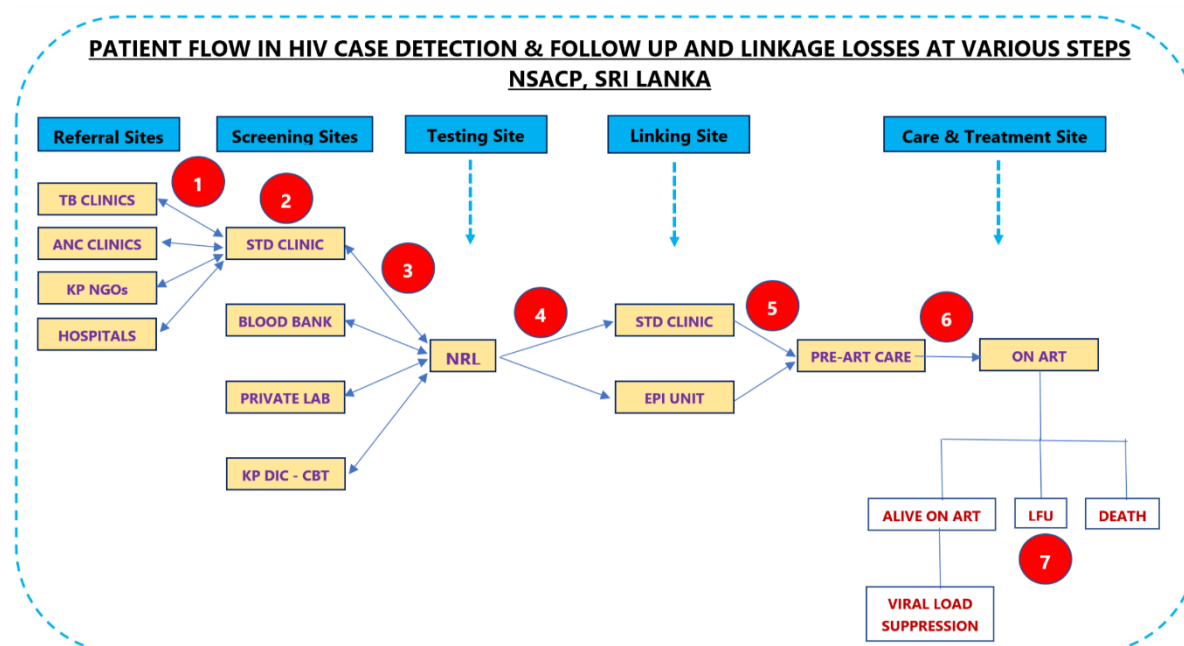 PATIENT FLOW IN HIV CASE DETECTION & FOLLOW UP AND LINKAGE LOSSES AT VARIOUS STEPS
NSACP, SRI LANKA
Referral Sites
Screening Sites
Testing Site
Linking Site
Care & Treatment Site
1
2
TB CLINICS
ANC CLINICS
STD CLINIC
3
KP NGOs
HOSPITALS
BLOOD BANK
4
STD CLINIC
5
6
NRL
PRE-ART CARE
ON ART
PRIVATE LAB
EPI UNIT
KP DIC - CBT
ALIVE ON ART
LFU
DEATH
7
VIRAL LOAD
SUPPRESSION